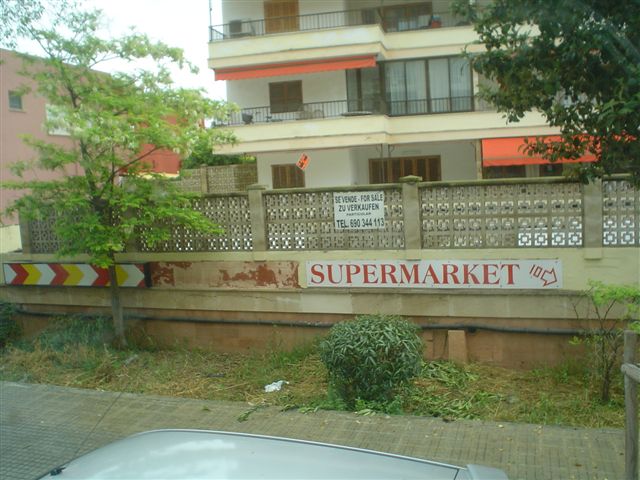 SE VENDE - FOR SALE
ZU VERKAUFEN
PARTICULAR
TEL. 690 344 113
SUPERMARKET